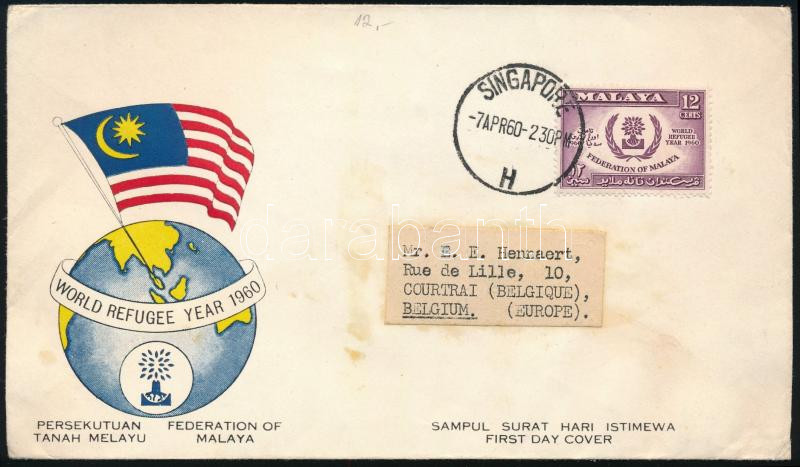 12,-
SINGAPORE
-7APR60-2.30PM
H
MALAYA
12
CENTS
WORLD
REFUGEE
YEAR 1960
FEDERATION OF MALAYA
Mr. E. E. Hennaert,
Rue de Lille, 10,
COURTRAI (BELGIQUE),
BELGIUM. (EUROPE).
WORLD REFUGEE YEAR 1960
PERSEKUTUAN
TANAH MELAYU
FEDERATION OF
MALAYA
SAMPUL SURAT HARI ISTIMEWA
FIRST DAY COVER
darabanth